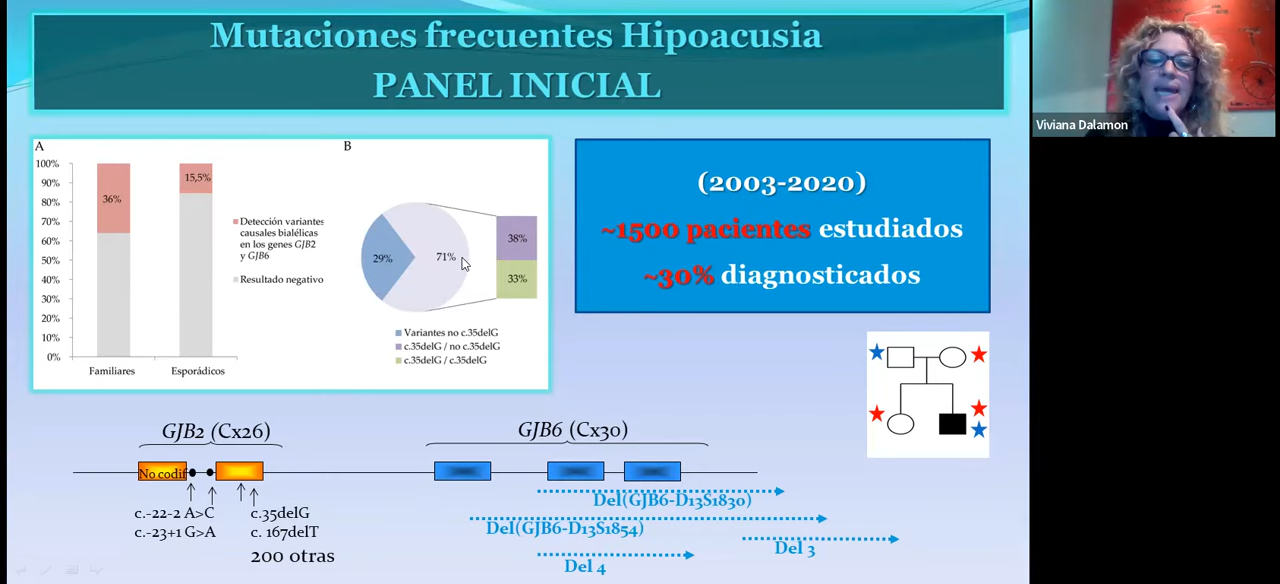 Mutaciones frecuentes Hipoacusia
PANEL INICIAL
Viviana Dalamon
A
100%
90%
80%
70%
60%
50%
40%
30%
20%
10%
0%
36%
15,5%
Familiares
Esporádicos
Detección variantes
causales bialélicas
en los genes GJB2
y GJB6
Resultado negativo
B
29%
71%
38%
33%
Variantes no c.35delG
c.35delG / no c.35delG
c.35delG / c.35delG
(2003-2020)
~1500 pacientes estudiados
~30% diagnosticados
GJB2 (Cx26)
No codif
c.-22-2 A>C
c.-23+1 G>A
c.35delG
c. 167delT
200 otras
GJB6 (Cx30)
Del(GJB6-D13S1830)
Del(GJB6-D13S1854)
Del 3
Del 4